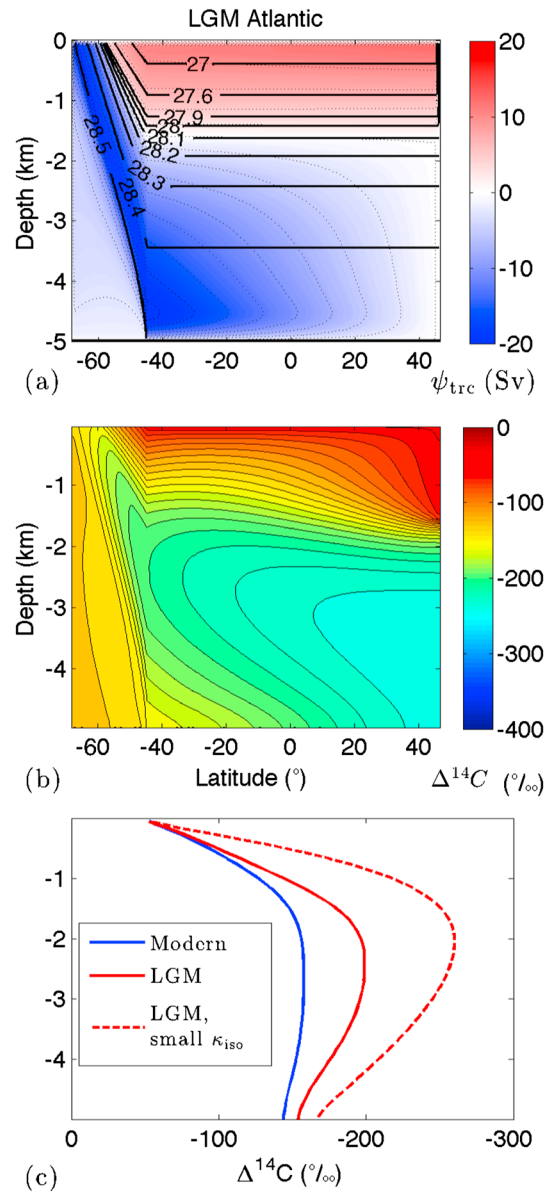 LGM Atlantic
0
-1
-2
-3
-4
-5
Depth (km)
27
27.6
27.9
28
28.1
28.2
28.3
28.4
28.5
-60 -40 -20 0 20 40
20
10
0
-10
-20
(a)
ψtrc (Sv)
-1
-2
-3
-4
Depth (km)
-60 -40 -20 0 20 40
Latitude (°)
0
-100
-200
-300
-400
(b)
Δ14C (°/∞)
-1
-2
-3
-4
Modern
LGM
LGM,
small κiso
0 -100 -200 -300
(c)
Δ14C (°/∞)